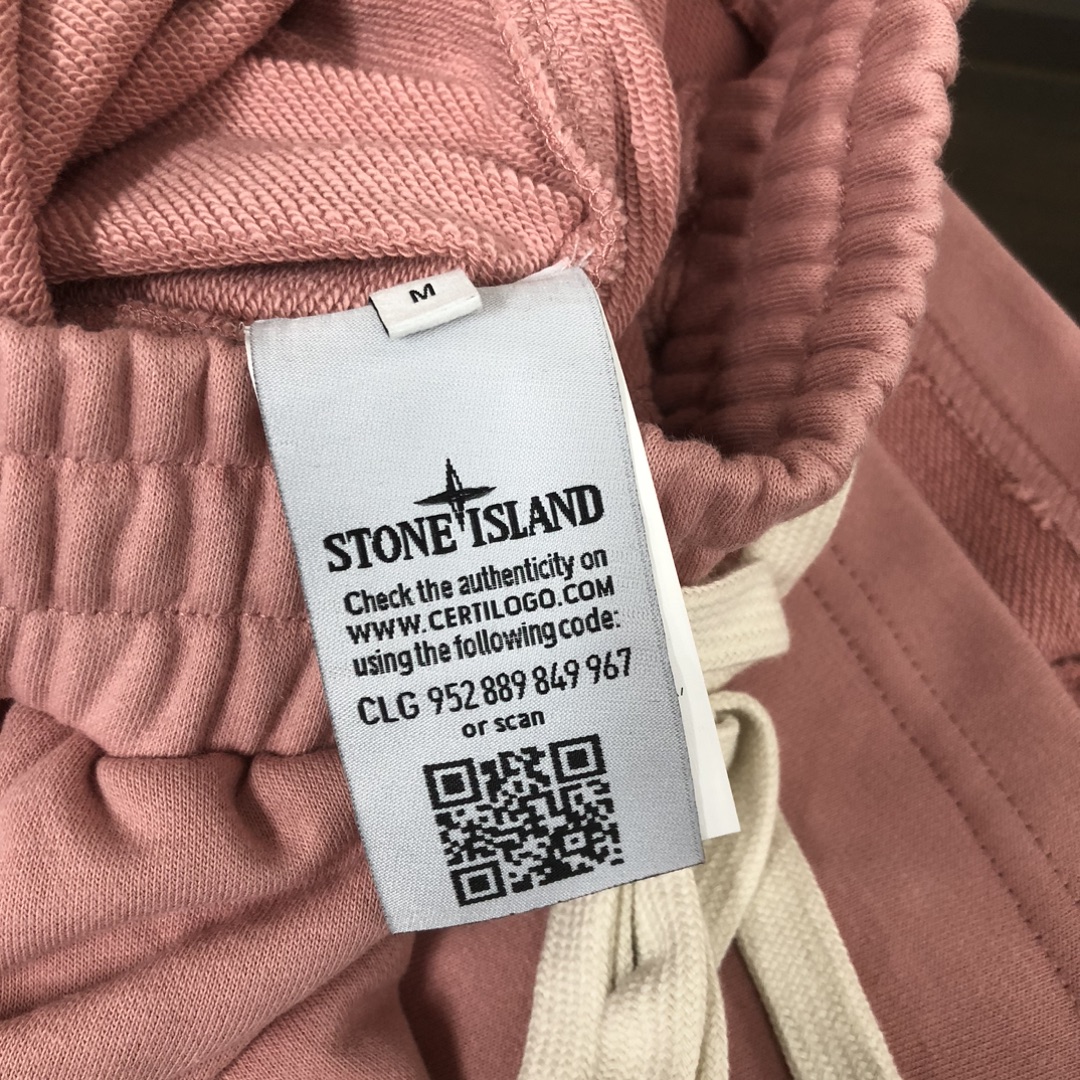 M
STONE ISLAND
Check the authenticity on
WWW.CERTILOGO.COM
using the following code:
CLG 952 889 849 967
or scan